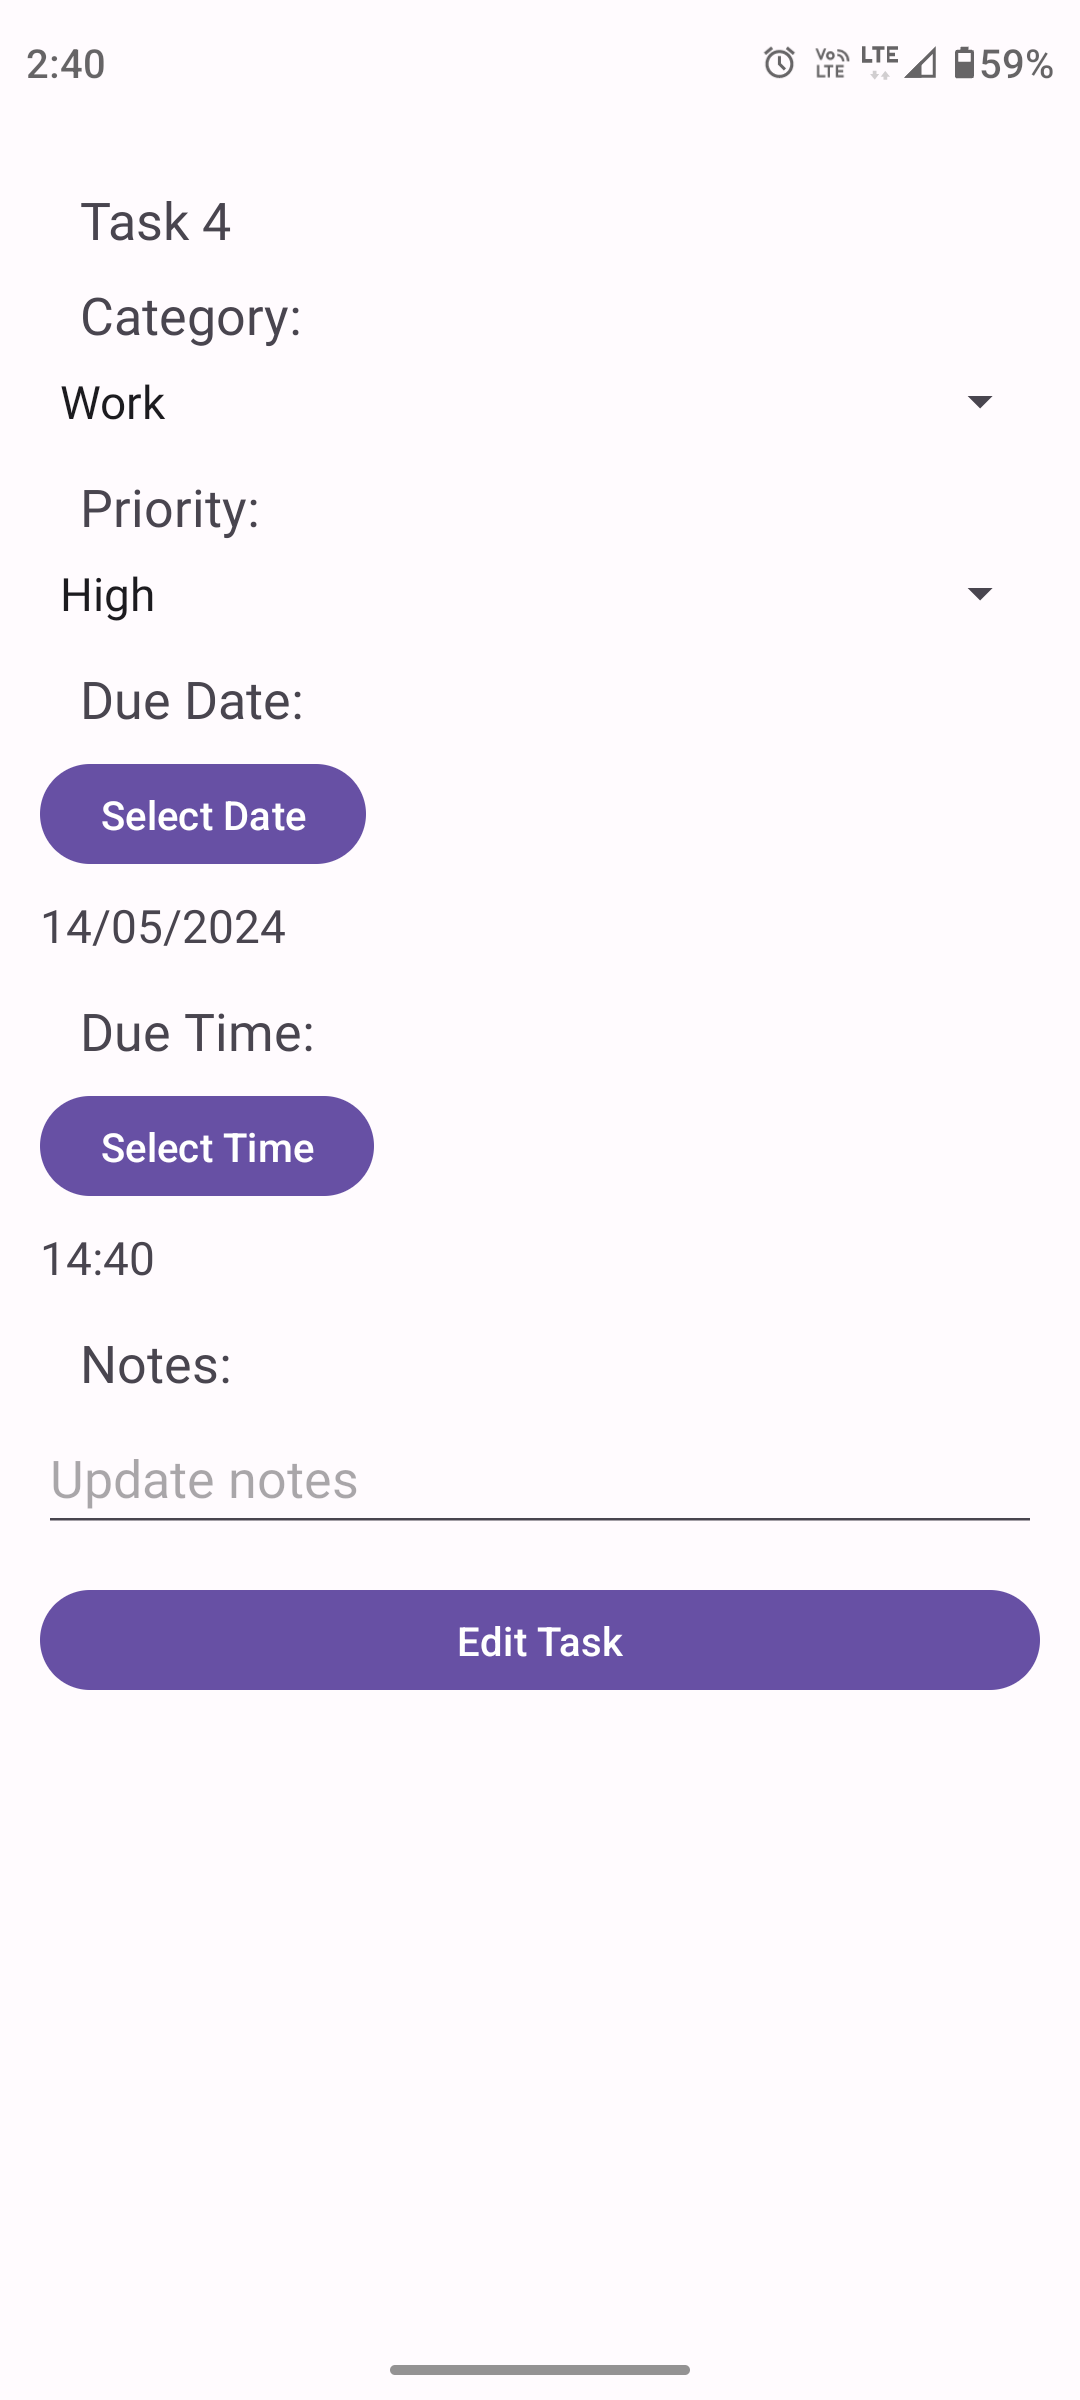 2:40 Vo LTE LTE 59%
Task 4
Category:
Work
Priority:
High
Due Date:
Select Date
14/05/2024
Due Time:
Select Time
14:40
Notes:
Update notes
Edit Task